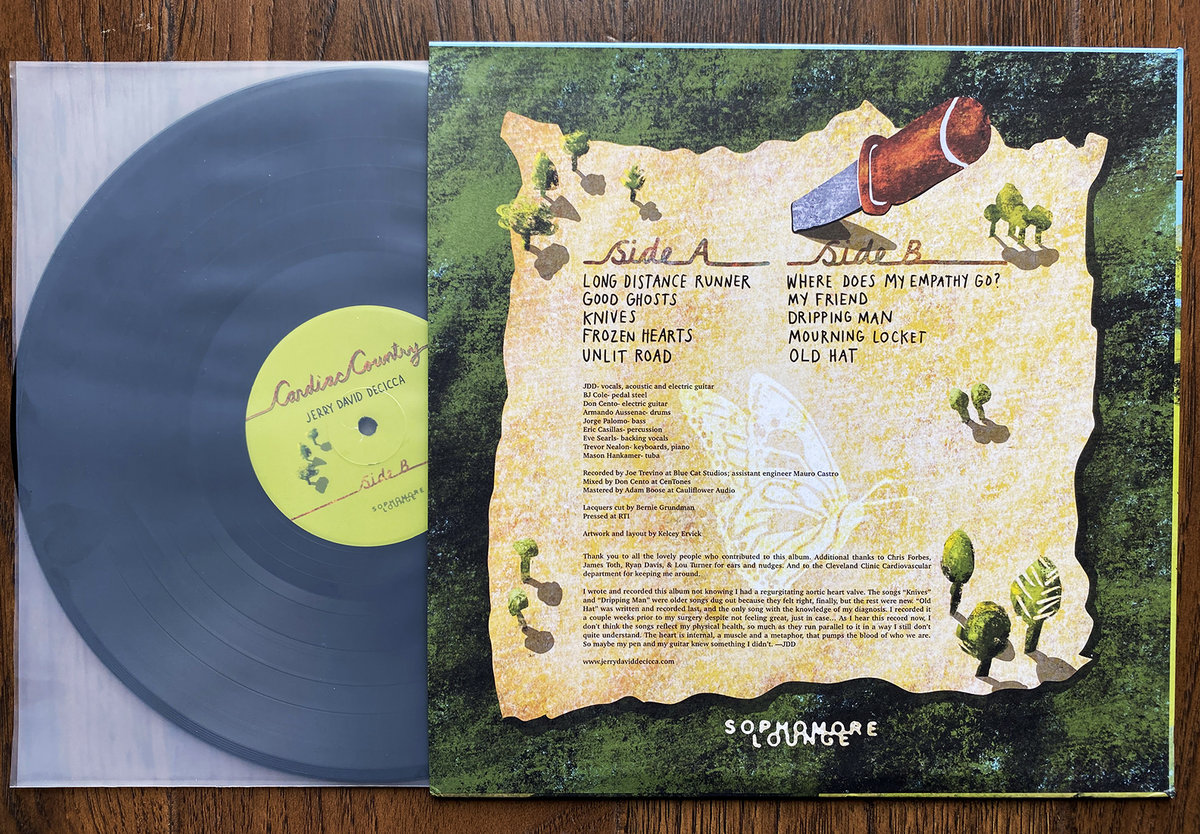 Cardiac Country
JERRY DAVID DECICCA
Side B
SOPHOMORE
LOUNGE
Side A
LONG DISTANCE RUNNER
GOOD GHOSTS
KNIVES
FROZEN HEARTS
UNLIT ROAD
Side B
WHERE DOES MY EMPATHY GO?
MY FRIEND
DRIPPING MAN
MOURNING LOCKET
OLD HAT
JDD- vocals, acoustic and electric guitar
BJ Cole- pedal steel
Don Cento- electric guitar
Armando Aussenac- drums
Jorge Palomo- bass
Eric Casillas- percussion
Eve Searls- backing vocals
Trevor Nealon- keyboards, piano
Mason Hankamer- tuba
Recorded by Joe Trevino at Blue Cat Studios; assistant engineer Mauro Castro
Mixed by Don Cento at CenTones
Mastered by Adam Boose at Cauliflower Audio
Lacquers cut by Bernie Grundman
Pressed at RTI
Artwork and layout by Kelcey Ervick
Thank you to all the lovely people who contributed to this album. Additional thanks to Chris Forbes,
James Toth, Ryan Davis, & Lou Turner for ears and nudges. And to the Cleveland Clinic Cardiovascular
department for keeping me around.
I wrote and recorded this album not knowing I had a regurgitating aortic heart valve. The songs “Knives”
and “Dripping Man” were older songs dug out because they felt right, finally, but the rest were new. “Old
Hat” was written and recorded last, and the only song with the knowledge of my diagnosis. I recorded it
a couple weeks prior to my surgery despite not feeling great, just in case... As I hear this record now, I
don’t think the songs reflect my physical health, so much as they run parallel to it in a way I still don’t
quite understand. The heart is internal, a muscle and a metaphor, that pumps the blood of who we are.
So maybe my pen and my guitar knew something I didn’t. —JDD
www.jerrydaviddecicca.com
SOPHOMORE
LOUNGE